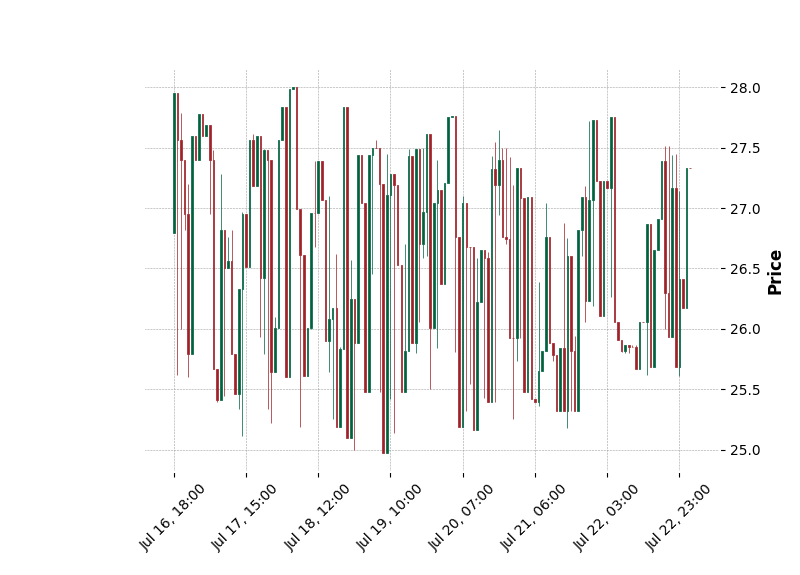 28.0
27.5
27.0
26.5
26.0
25.5
25.0
Price
Jul 16, 18:00
Jul 17, 15:00
Jul 18, 12:00
Jul 19, 10:00
Jul 20, 07:00
Jul 21, 06:00
Jul 22, 03:00
Jul 22, 23:00